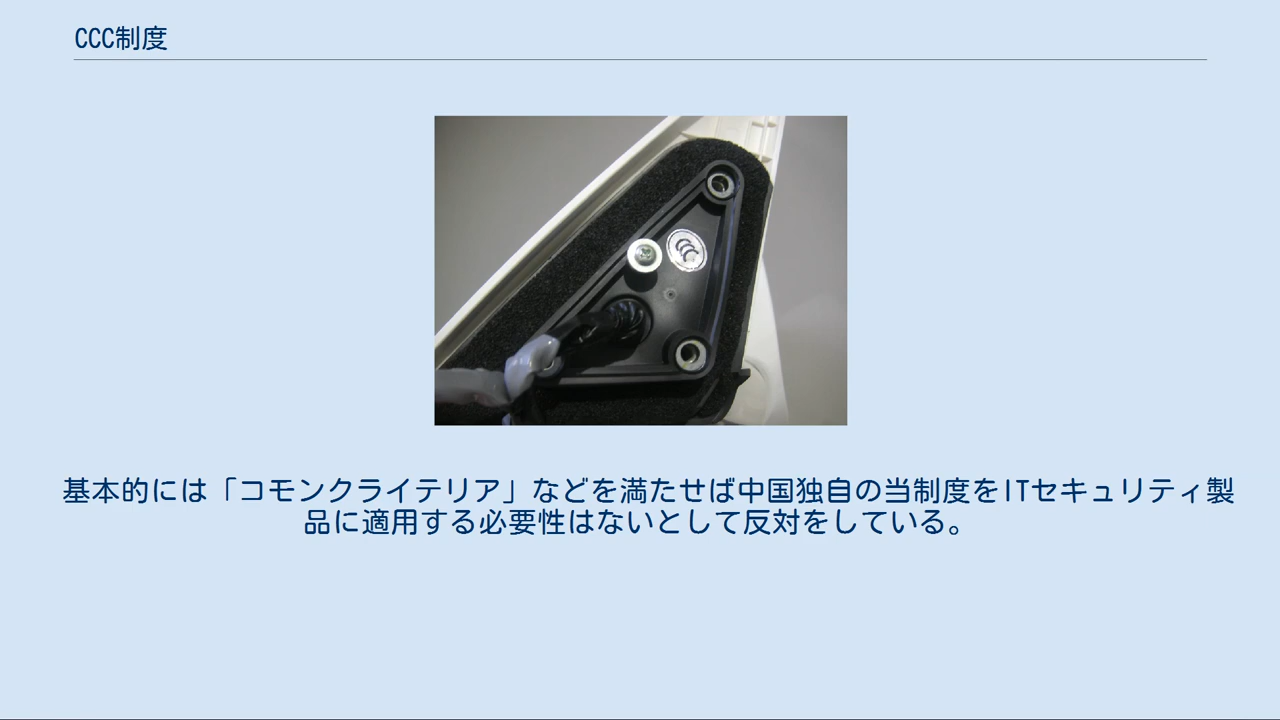 CCC制度
CCC
基本的には「コモンクライテリア」などを満たせば中国独自の当制度をITセキュリティ製
品に適用する必要性はないとして反対をしている。